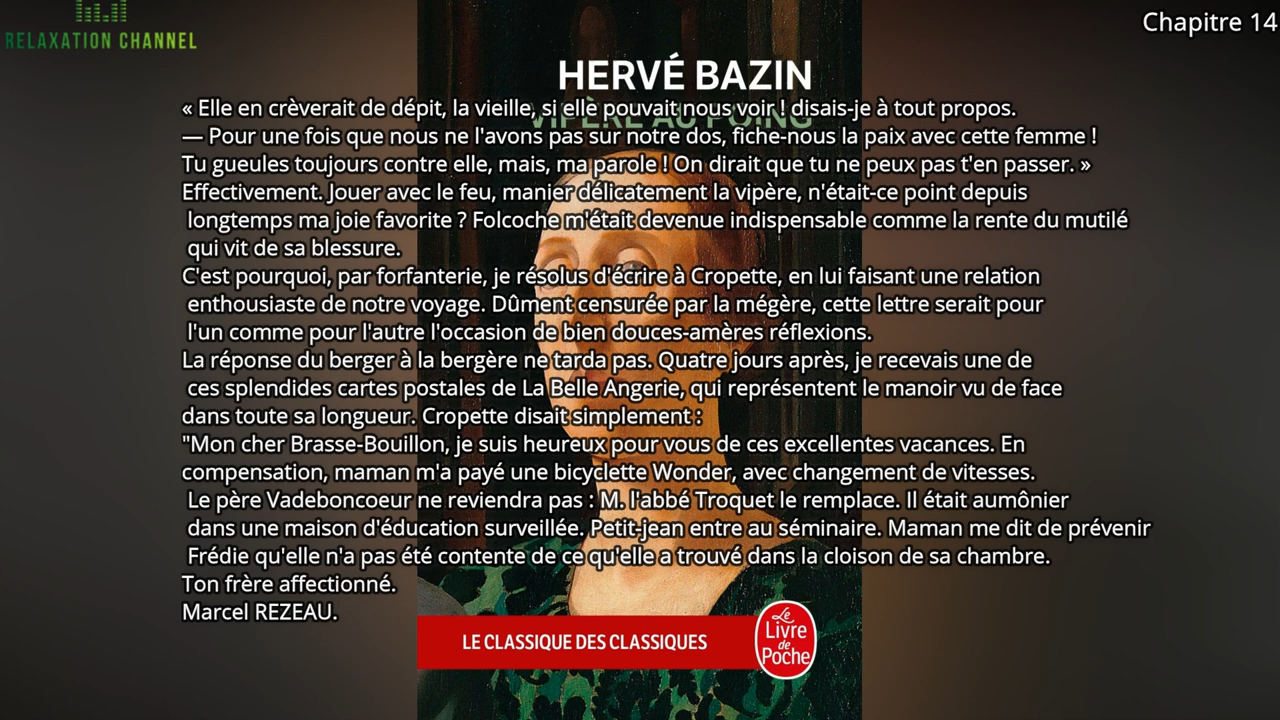 RELAXATION CHANNEL
Chapitre 14
HERVÉ BAZIN
VIPÈRE AU POING
« Elle en crèverait de dépit, la vieille, si elle pouvait nous voir ! disais-je à tout propos.
— Pour une fois que nous ne l'avons pas sur notre dos, fiche-nous la paix avec cette femme !
Tu gueules toujours contre elle, mais, ma parole ! On dirait que tu ne peux pas t'en passer. »
Effectivement. Jouer avec le feu, manier délicatement la vipère, n'était-ce point depuis
longtemps ma joie favorite ? Folcoche m'était devenue indispensable comme la rente du mutilé
qui vit de sa blessure.
C'est pourquoi, par forfanterie, je résolus d'écrire à Cropette, en lui faisant une relation
enthousiaste de notre voyage. Dûment censurée par la mégère, cette lettre serait pour
l'un comme pour l'autre l'occasion de bien douces-amères réflexions.
La réponse du berger à la bergère ne tarda pas. Quatre jours après, je recevais une de
ces splendides cartes postales de La Belle Angerie, qui représentent le manoir vu de face
dans toute sa longueur. Cropette disait simplement :
"Mon cher Brasse-Bouillon, je suis heureux pour vous de ces excellentes vacances. En
compensation, maman m'a payé une bicyclette Wonder, avec changement de vitesses.
Le père Vadeboncoeur ne reviendra pas : M. l'abbé Troquet le remplace. Il était aumônier
dans une maison d'éducation surveillée. Petit-jean entre au séminaire. Maman me dit de prévenir
Frédie qu'elle n'a pas été contente de ce qu'elle a trouvé dans la cloison de sa chambre.
Ton frère affectionné.
Marcel REZEAU.
LE CLASSIQUE DES CLASSIQUES
Le
Livre
de
Poche